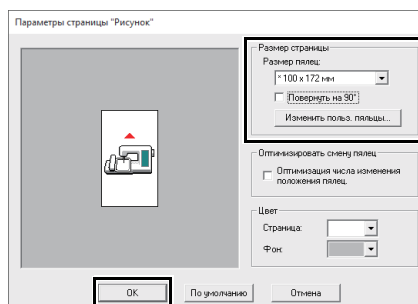 Параметры страницы "Рисунок"
Размер страницы
Размер пялец:
* 100 x 172 мм
Повернуть на 90°
Изменить польз. пяльцы...
Оптимизировать смену пялец
Оптимизация числа изменения
положения пялец.
Цвет
Страница:
Фон:
OK
По умолчанию
Отмена